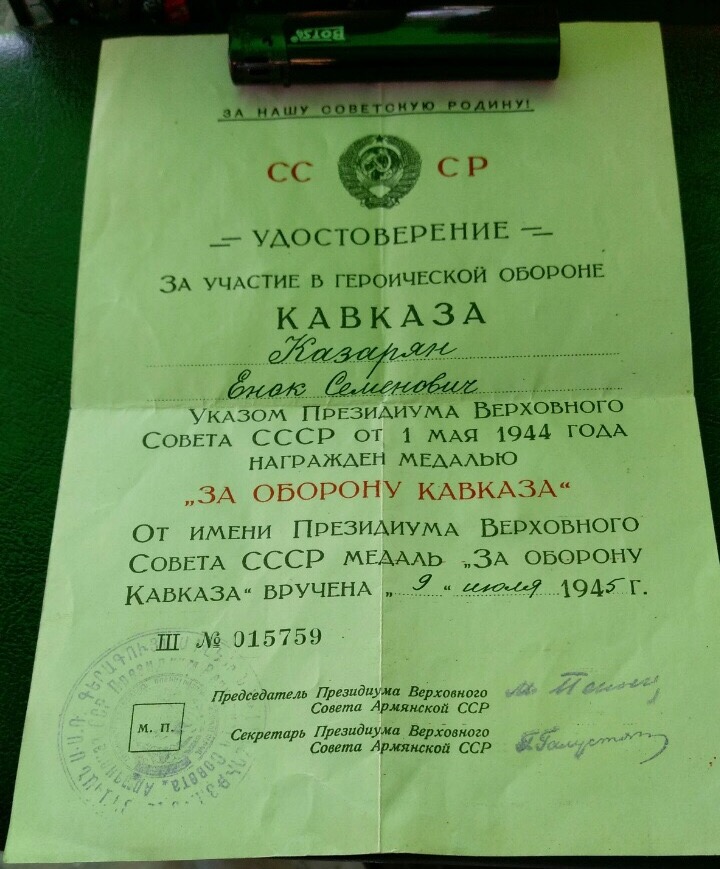 BOTSO
ЗА НАШУ СОВЕТСКУЮ РОДИНУ!
СС СР
УДОСТОВЕРЕНИЕ
ЗА УЧАСТИЕ В ГЕРОИЧЕСКОЙ ОБОРОНЕ
КАВКАЗА
Казарян
Енок Семенович
УКАЗОМ ПРЕЗИДИУМА ВЕРХОВНОГО
СОВЕТА СССР ОТ 1 МАЯ 1944 ГОДА
НАГРАЖДЕН МЕДАЛЬЮ
„ЗА ОБОРОНУ КАВКАЗА“
ОТ ИМЕНИ ПРЕЗИДИУМА ВЕРХОВНОГО
СОВЕТА СССР МЕДАЛЬ „ЗА ОБОРОНУ
КАВКАЗА“ ВРУЧЕНА „9“ июля 1945 г.
Ш № 015759
Председатель Президиума Верховного
Совета Армянской ССР
М. П.
Секретарь Президиума Верховного
Совета Армянской ССР